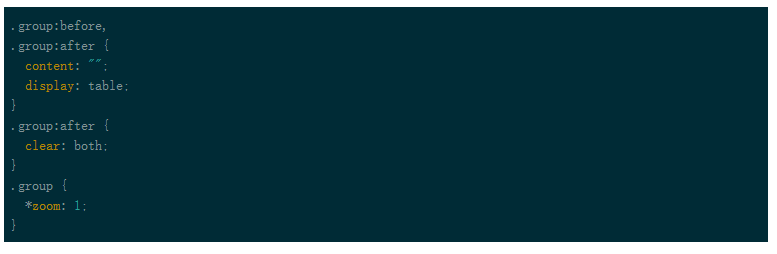 .group:before,
.group:after {
  content: "";
  display: table;
}
.group:after {
  clear: both;
}
.group {
  *zoom: 1;
}